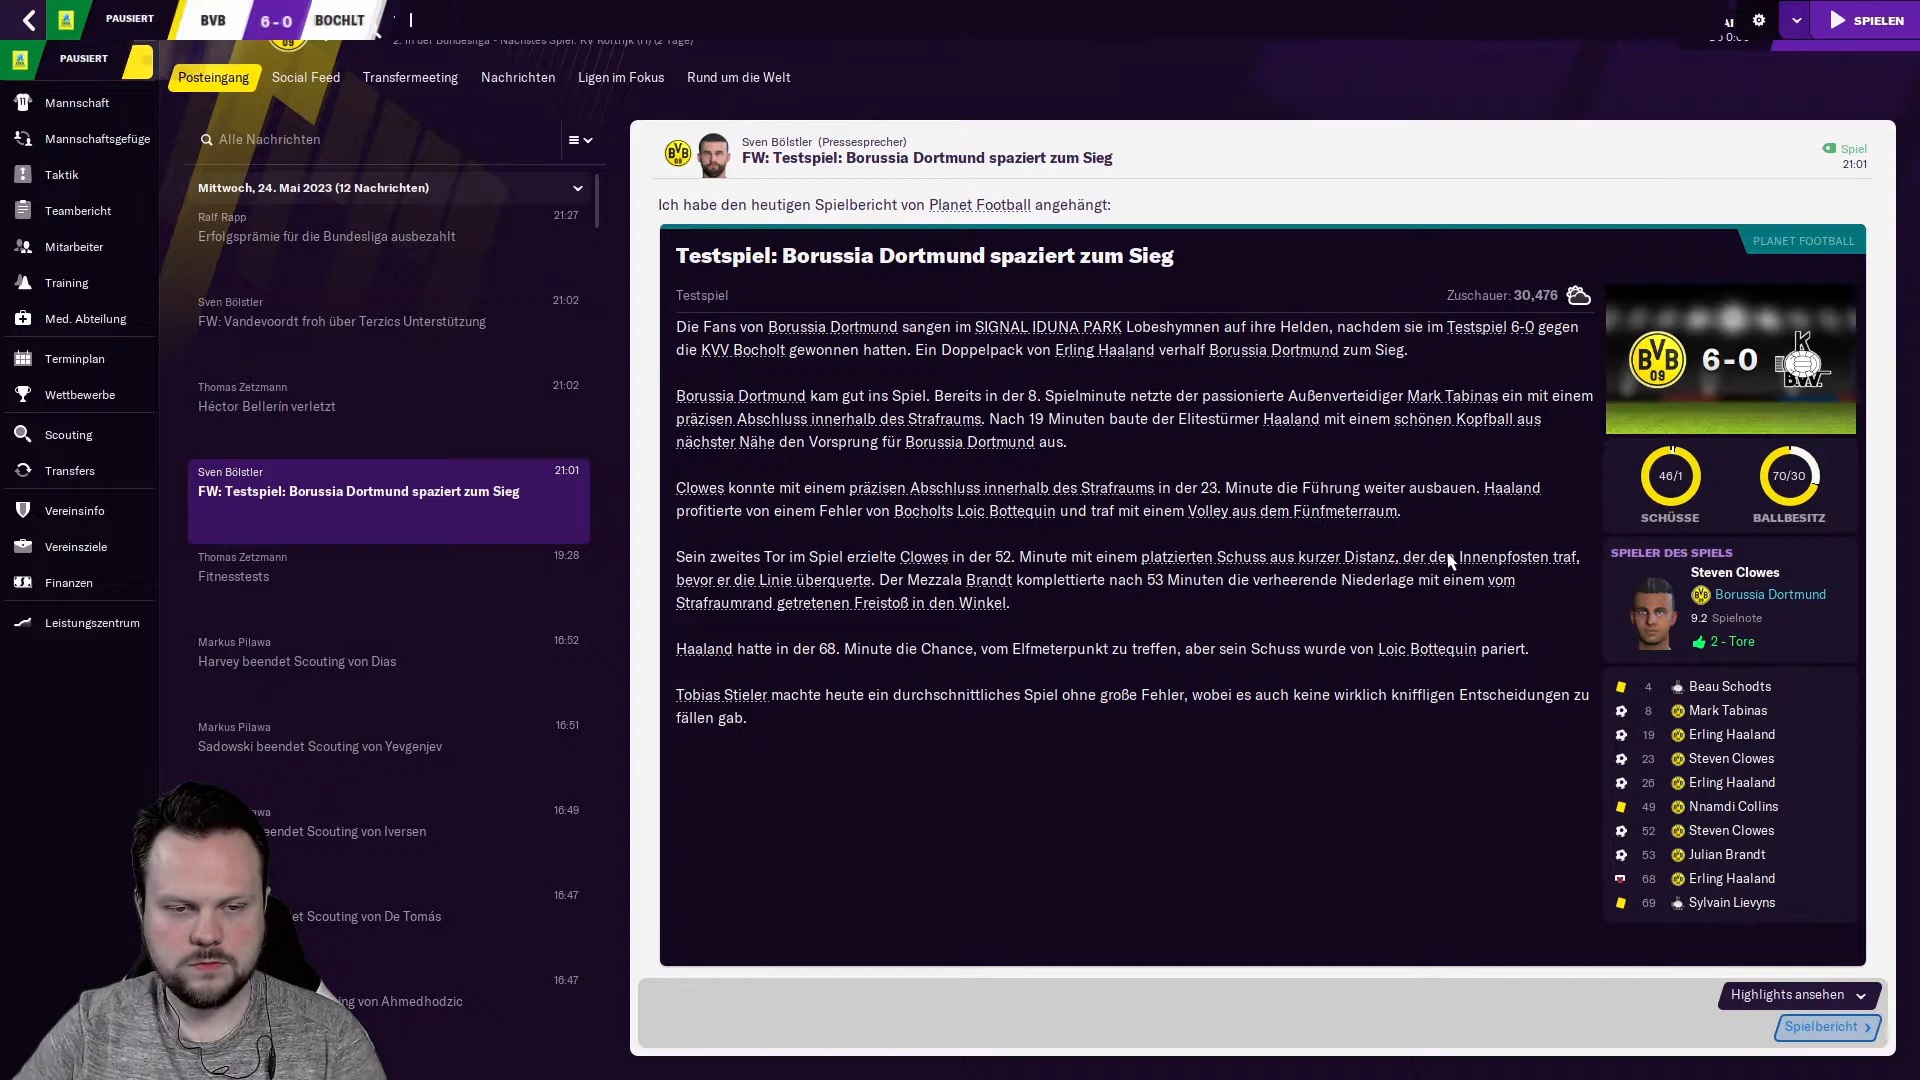 PAUSIERT
BVB
6-0
BOCHLT
SPIELEN
PAUSIERT
Posteingang
Social Feed
Transfermeeting
Nachrichten
Ligen im Fokus
Rund um die Welt
Mannschaft
Mannschaftsgefüge
Taktik
Teambericht
Mitarbeiter
Training
Med. Abteilung
Terminplan
Wettbewerbe
Scouting
Transfers
Vereinsinfo
Vereinsziele
Finanzen
Leistungszentrum
Alle Nachrichten
Mittwoch, 24. Mai 2023 (12 Nachrichten)
Ralf Rapp 21:27
Erfolgsprämie für die Bundesliga ausbezahlt
Sven Bölstler 21:02
FW: Vandevoordt froh über Terzics Unterstützung
Thomas Zetzmann 21:02
Héctor Bellerín verletzt
Sven Bölstler 21:01
FW: Testspiel: Borussia Dortmund spaziert zum Sieg
Thomas Zetzmann 19:28
Fitnesstests
Markus Pilawa 16:52
Harvey beendet Scouting von Dias
Markus Pilawa 16:51
Sadowski beendet Scouting von Yevgenjev
16:49
Scouting von Iversen
16:47
Scouting von De Tomás
16:47
von Ahmedhodzic
Sven Bölstler (Pressesprecher)
FW: Testspiel: Borussia Dortmund spaziert zum Sieg
Spiel
21:01
Ich habe den heutigen Spielbericht von Planet Football angehängt:
PLANET FOOTBALL
Testspiel: Borussia Dortmund spaziert zum Sieg
Testspiel
Zuschauer: 30,476
Die Fans von Borussia Dortmund sangen im SIGNAL IDUNA PARK Lobeshymnen auf ihre Helden, nachdem sie im Testspiel 6-0 gegen
die KVV Bocholt gewonnen hatten. Ein Doppelpack von Erling Haaland verhalf Borussia Dortmund zum Sieg.
Borussia Dortmund kam gut ins Spiel. Bereits in der 8. Spielminute netzte der passionierte Außenverteidiger Mark Tabinas ein mit einem
präzisen Abschluss innerhalb des Strafraums. Nach 19 Minuten baute der Elitestürmer Haaland mit einem schönen Kopfball aus
nächster Nähe den Vorsprung für Borussia Dortmund aus.
Clowes konnte mit einem präzisen Abschluss innerhalb des Strafraums in der 23. Minute die Führung weiter ausbauen. Haaland
profitierte von einem Fehler von Bocholts Loic Bottequin und traf mit einem Volley aus dem Fünfmeterraum.
Sein zweites Tor im Spiel erzielte Clowes in der 52. Minute mit einem platzierten Schuss aus kurzer Distanz, der den Innenpfosten traf,
bevor er die Linie überquerte. Der Mezzala Brandt komplettierte nach 53 Minuten die verheerende Niederlage mit einem vom
Strafraumrand getretenen Freistoß in den Winkel.
Haaland hatte in der 68. Minute die Chance, vom Elfmeterpunkt zu treffen, aber sein Schuss wurde von Loic Bottequin pariert.
Tobias Stieler machte heute ein durchschnittliches Spiel ohne große Fehler, wobei es auch keine wirklich kniffligen Entscheidungen zu
fällen gab.
BVB 09
6-0
46/1
70/30
SCHÜSSE
BALLBESITZ
SPIELER DES SPIELS
Steven Clowes
Borussia Dortmund
9.2 Spielnote
2 - Tore
4 Beau Schodts
8 Mark Tabinas
19 Erling Haaland
23 Steven Clowes
26 Erling Haaland
49 Nnamdi Collins
52 Steven Clowes
53 Julian Brandt
68 Erling Haaland
69 Sylvain Lievyns
Highlights ansehen
Spielbericht